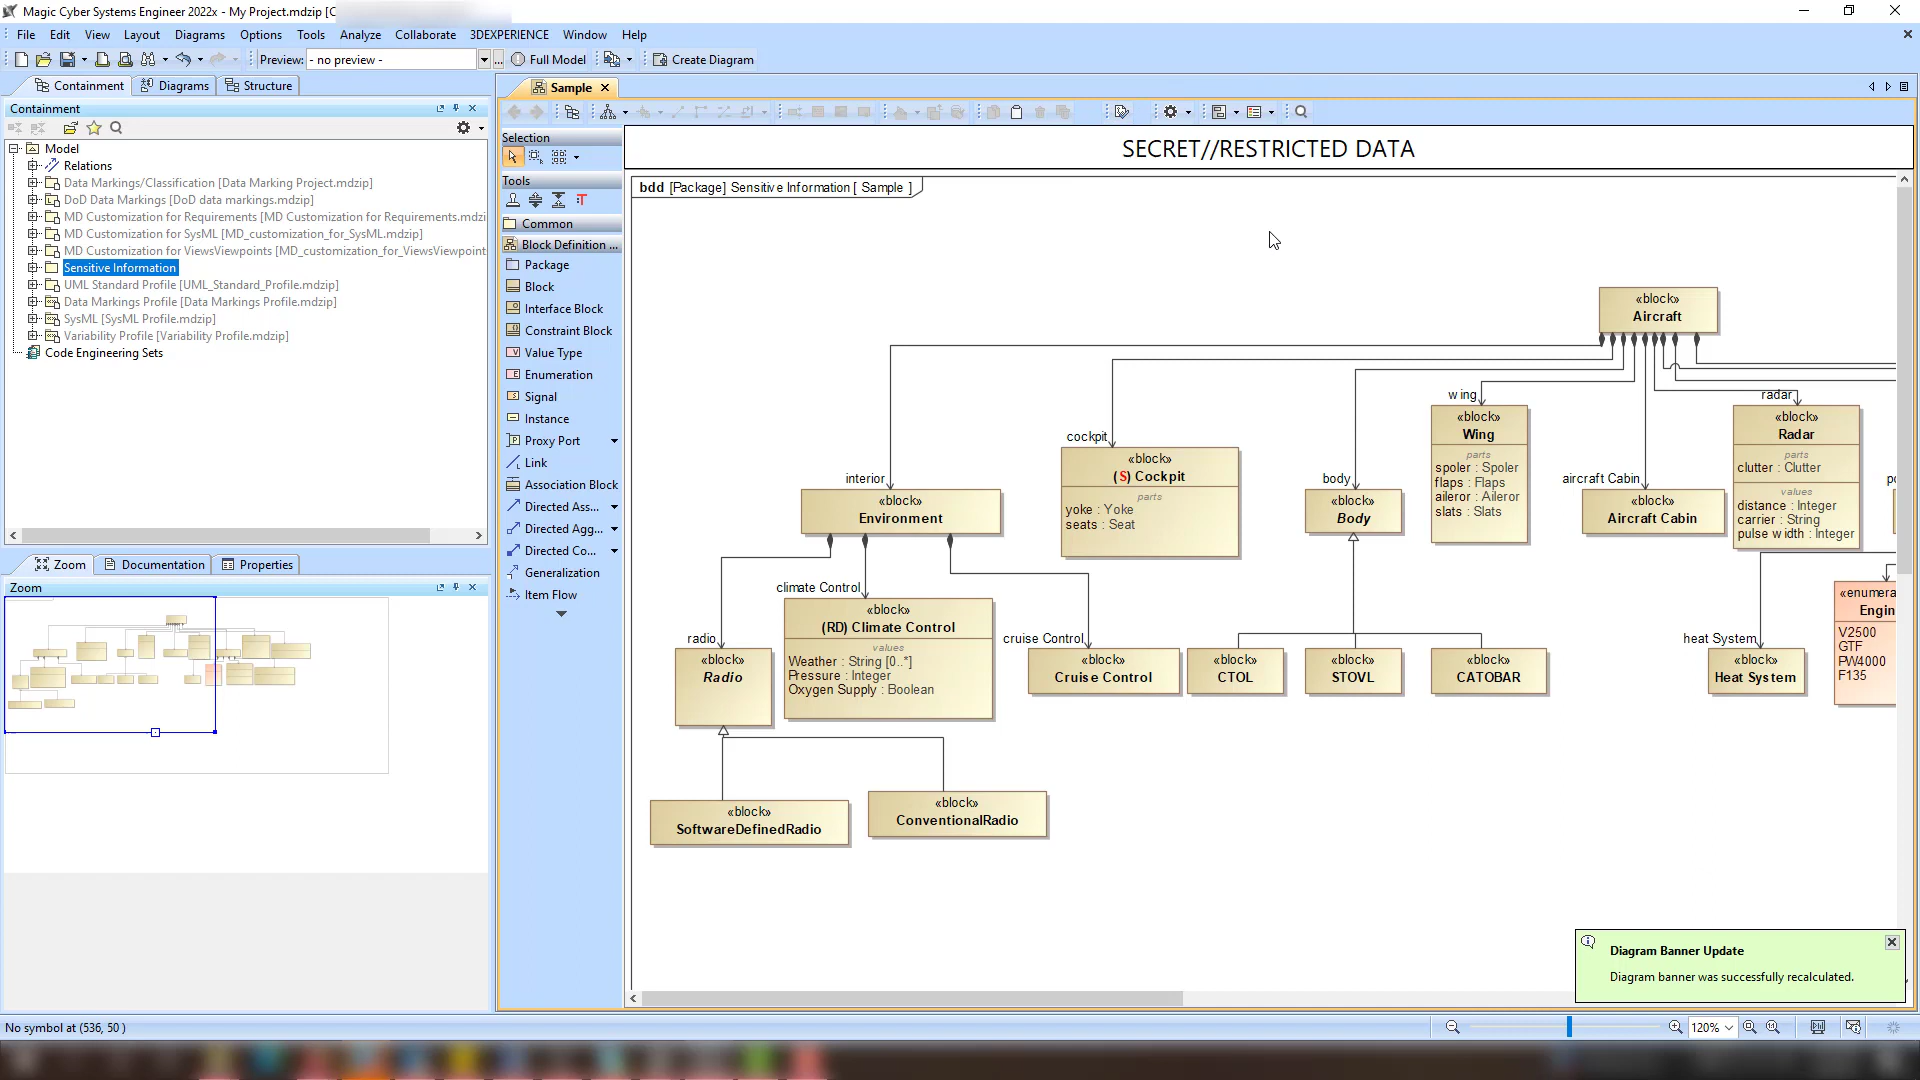 Magic Cyber Systems Engineer 2022x - My Project.mdzip [C
File Edit View Layout Diagrams Options Tools Analyze Collaborate 3DEXPERIENCE Window Help
Preview: - no preview - ... Full Model Create Diagram
Containment Diagrams Structure
Containment
Model
Relations
Data Markings/Classification [Data Marking Project.mdzip]
DoD Data Markings [DoD data markings.mdzip]
MD Customization for Requirements [MD Customization for Requirements.mdzi
MD Customization for SysML [MD_customization_for_SysML.mdzip]
MD Customization for ViewsViewpoints [MD_customization_for_ViewsViewpoint
Sensitive Information
UML Standard Profile [UML_Standard_Profile.mdzip]
Data Markings Profile [Data Markings Profile.mdzip]
SysML [SysML Profile.mdzip]
Variability Profile [Variability Profile.mdzip]
Code Engineering Sets
Zoom Documentation Properties
Zoom
Sample
Selection
Tools
Common
Block Definition ...
Package
Block
Interface Block
Constraint Block
Value Type
Enumeration
Signal
Instance
Proxy Port
Link
Association Block
Directed Ass...
Directed Agg...
Directed Co...
Generalization
Item Flow
SECRET//RESTRICTED DATA
bdd [Package] Sensitive Information [ Sample ]
«block»
Aircraft
interior
«block»
Environment
cockpit
«block»
(S) Cockpit
parts
yoke : Yoke
seats : Seat
body
«block»
Body
wing
«block»
Wing
parts
spoler : Spoler
flaps : Flaps
aileror : Aileror
slats : Slats
aircraft Cabin
«block»
Aircraft Cabin
radar
«block»
Radar
parts
clutter : Clutter
values
distance : Integer
carrier : String
pulse width : Integer
po
radio
«block»
Radio
climate Control
«block»
(RD) Climate Control
values
Weather : String [0..*]
Pressure : Integer
Oxygen Supply : Boolean
cruise Control
«block»
Cruise Control
«block»
CTOL
«block»
STOVL
«block»
CATOBAR
heat System
«block»
Heat System
«enumera
Engin
V2500
GTF
PW4000
F135
«block»
SoftwareDefinedRadio
«block»
ConventionalRadio
Diagram Banner Update
Diagram banner was successfully recalculated.
No symbol at (536, 50 )
120%